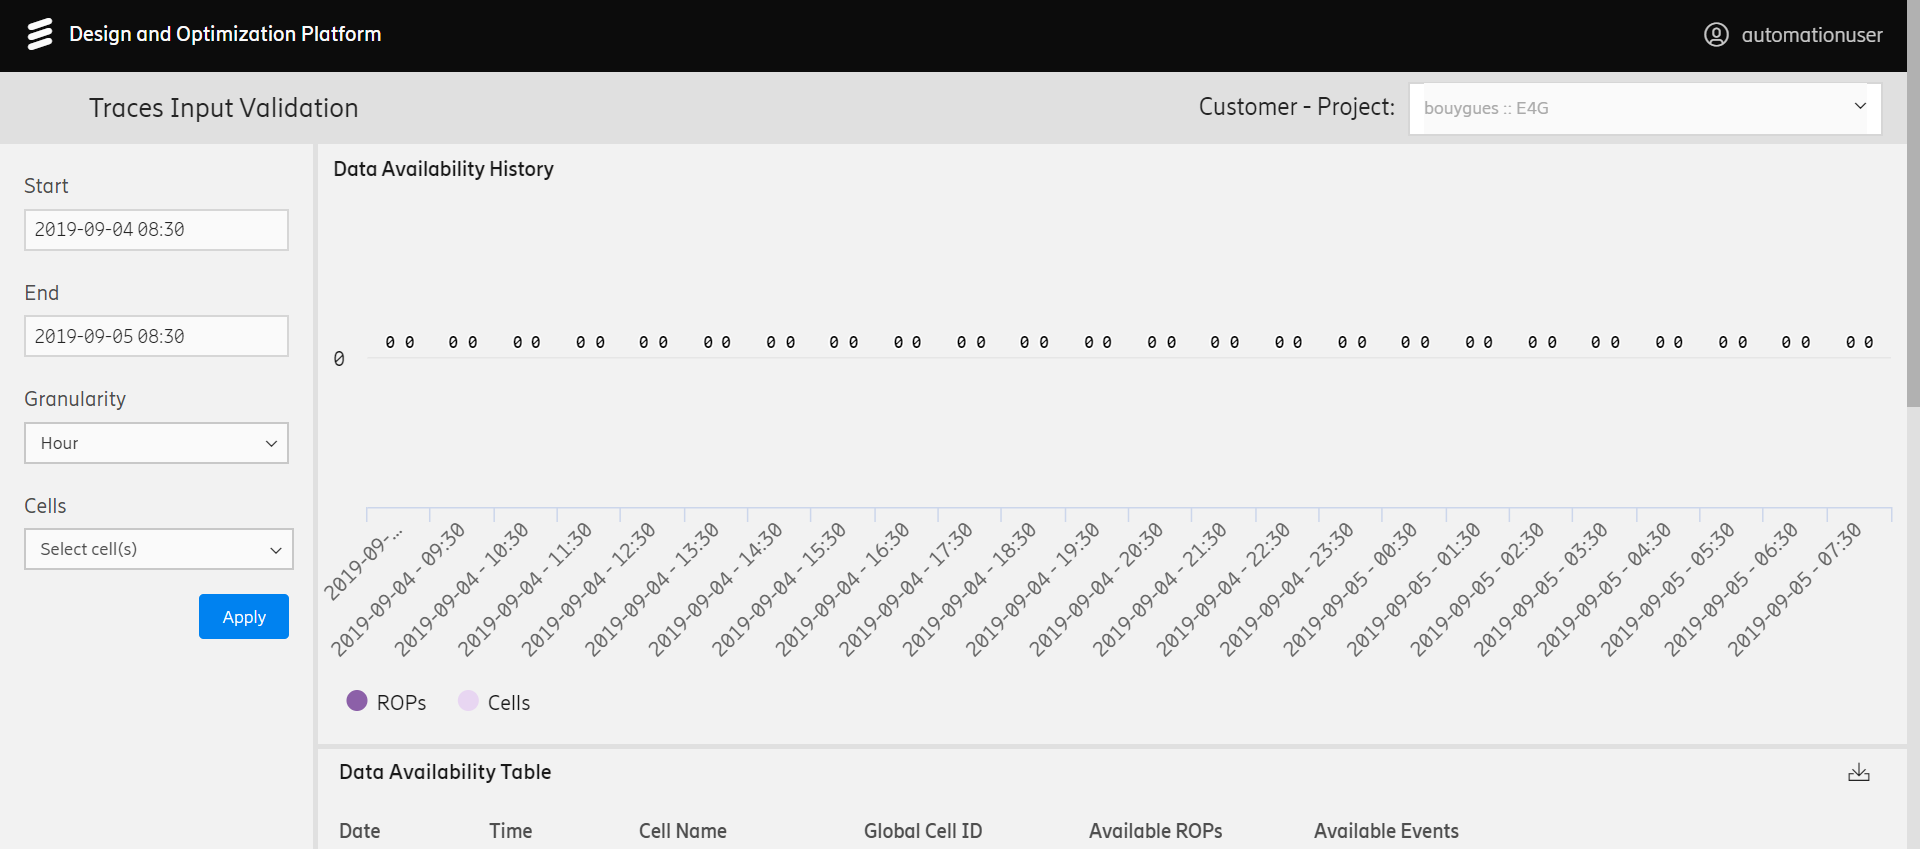 Design and Optimization Platform
automationuser
Traces Input Validation
Customer - Project:
bouygues :: E4G
Start
2019-09-04 08:30
End
2019-09-05 08:30
Granularity
Hour
Cells
Select cell(s)
Apply
Data Availability History
0 0 0 0 0 0 0 0 0 0 0 0 0 0 0 0 0 0 0 0 0 0 0 0 0 0 0 0 0 0 0 0 0 0 0 0 0 0 0 0 0 0 0 0 0 0 0 0
0
2019-09-...
2019-09-04 - 09:30
2019-09-04 - 10:30
2019-09-04 - 11:30
2019-09-04 - 12:30
2019-09-04 - 13:30
2019-09-04 - 14:30
2019-09-04 - 15:30
2019-09-04 - 16:30
2019-09-04 - 17:30
2019-09-04 - 18:30
2019-09-04 - 19:30
2019-09-04 - 20:30
2019-09-04 - 21:30
2019-09-04 - 22:30
2019-09-04 - 23:30
2019-09-05 - 00:30
2019-09-05 - 01:30
2019-09-05 - 02:30
2019-09-05 - 03:30
2019-09-05 - 04:30
2019-09-05 - 05:30
2019-09-05 - 06:30
2019-09-05 - 07:30
ROPs Cells
Data Availability Table
Date Time Cell Name Global Cell ID Available ROPs Available Events